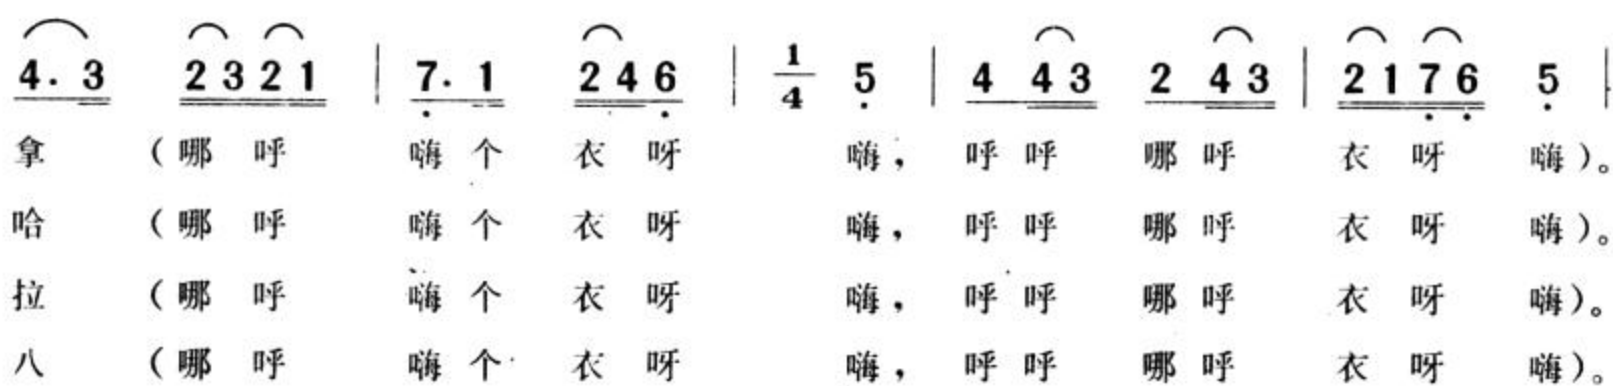 4. 3 2 3 2 1 | 7. 1 2 4 6 | 1/4 5 | 4 4 3 2 4 3 | 2 1 7 6 5 |
拿 (哪 呼 嗨 个 衣 呀 嗨, 呼 呼 哪 呼 衣 呀 嗨)。
哈 (哪 呼 嗨 个 衣 呀 嗨, 呼 呼 哪 呼 衣 呀 嗨)。
拉 (哪 呼 嗨 个 衣 呀 嗨, 呼 呼 哪 呼 衣 呀 嗨)。
八 (哪 呼 嗨 个 衣 呀 嗨, 呼 呼 哪 呼 衣 呀 嗨)。